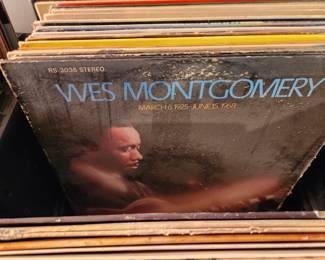 RS-3036 STEREO
WES MONTGOMERY
MARCH 6, 1925-JUNE 15, 1968